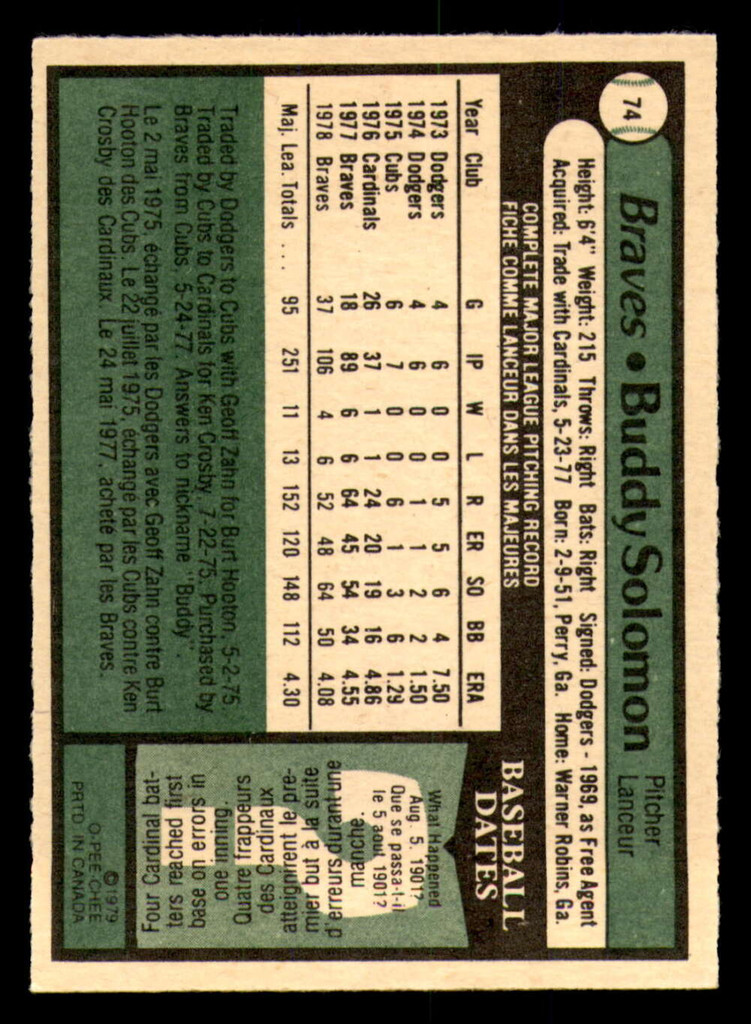 74
Braves • Buddy Solomon Pitcher
Lanceur
Height: 6'4" Weight: 215 Throws: Right Bats: Right Signed: Dodgers - 1969, as Free Agent
Acquired: Trade with Cardinals, 5-23-77 Born: 2-9-51, Perry, Ga. Home: Warner Robins, Ga.
COMPLETE MAJOR LEAGUE PITCHING RECORD
FICHE COMME LANCEUR DANS LES MAJEURES
Year Club G IP W L R ER SO BB ERA
1973 Dodgers 4 6 0 0 5 5 6 4 7.50
1974 Dodgers 4 6 0 0 1 1 2 2 1.50
1975 Cubs 6 7 0 0 6 1 3 6 1.29
1976 Cardinals 26 37 1 1 24 20 19 16 4.86
1977 Braves 18 89 6 6 64 45 54 34 4.55
1978 Braves 37 106 4 6 52 48 64 50 4.08
Maj. Lea. Totals ... 95 251 11 13 152 120 148 112 4.30
Traded by Dodgers to Cubs with Geoff Zahn for Burt Hooton, 5-2-75.
Traded by Cubs to Cardinals for Ken Crosby, 7-22-75. Purchased by
Braves from Cubs, 5-24-77. Answers to nickname "Buddy".
Le 2 mai 1975, échangé par les Dodgers avec Geoff Zahn contre Burt
Hooton des Cubs. Le 22 juillet 1975, échangé par les Cubs contre Ken
Crosby des Cardinaux. Le 24 mai 1977, acheté par les Braves.
BASEBALL
DATES
What Happened
Aug. 5, 1901?
Que se passa-t-il
le 5 aout 1901?
Four Cardinal bat-
ters reached first
base on errors in
one inning.
Quatre frappeurs
des Cardinaux
atteignirent le pre-
mier but à la suite
d'erreurs durant une
manche.
©1979
O-PEE-CHEE
PRTD IN CANADA